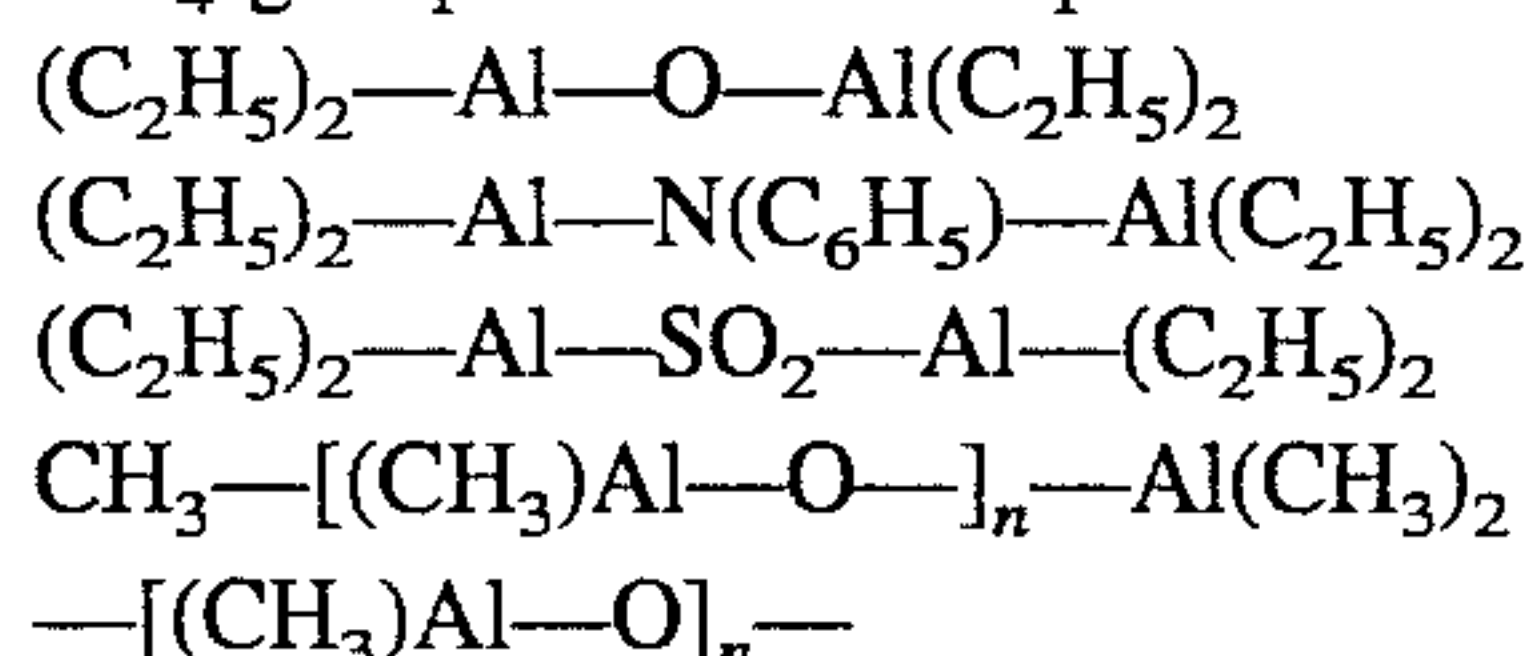 (C₂H₅)₂—Al—O—Al(C₂H₅)₂
(C₂H₅)₂—Al—N(C₆H₅)—Al(C₂H₅)₂
(C₂H₅)₂—Al—SO₂—Al—(C₂H₅)₂
CH₃—[(CH₃)Al—O—]ₙ—Al(CH₃)₂
—[(CH₃)Al—O]ₙ—